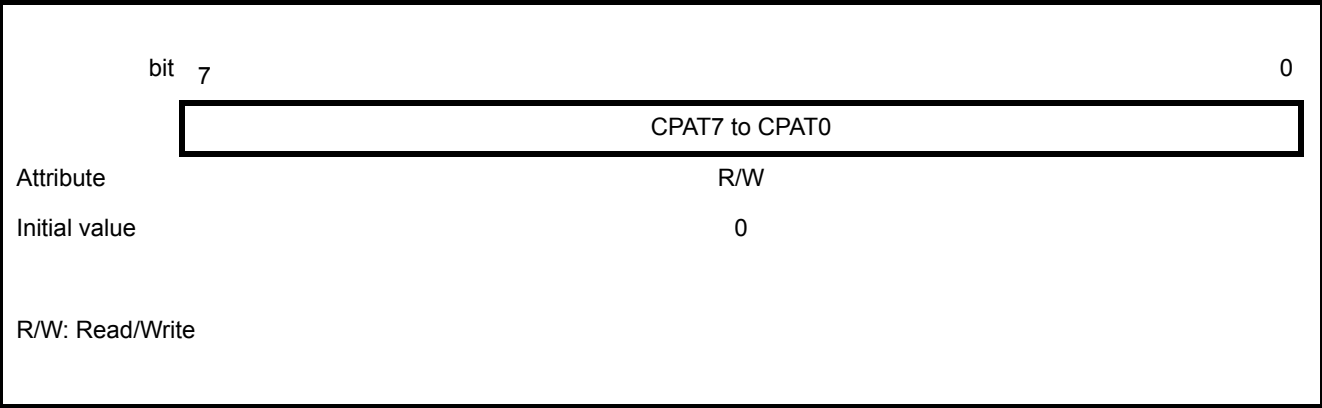 bit 7 0
CPAT7 to CPAT0
Attribute R/W
Initial value 0
R/W: Read/Write